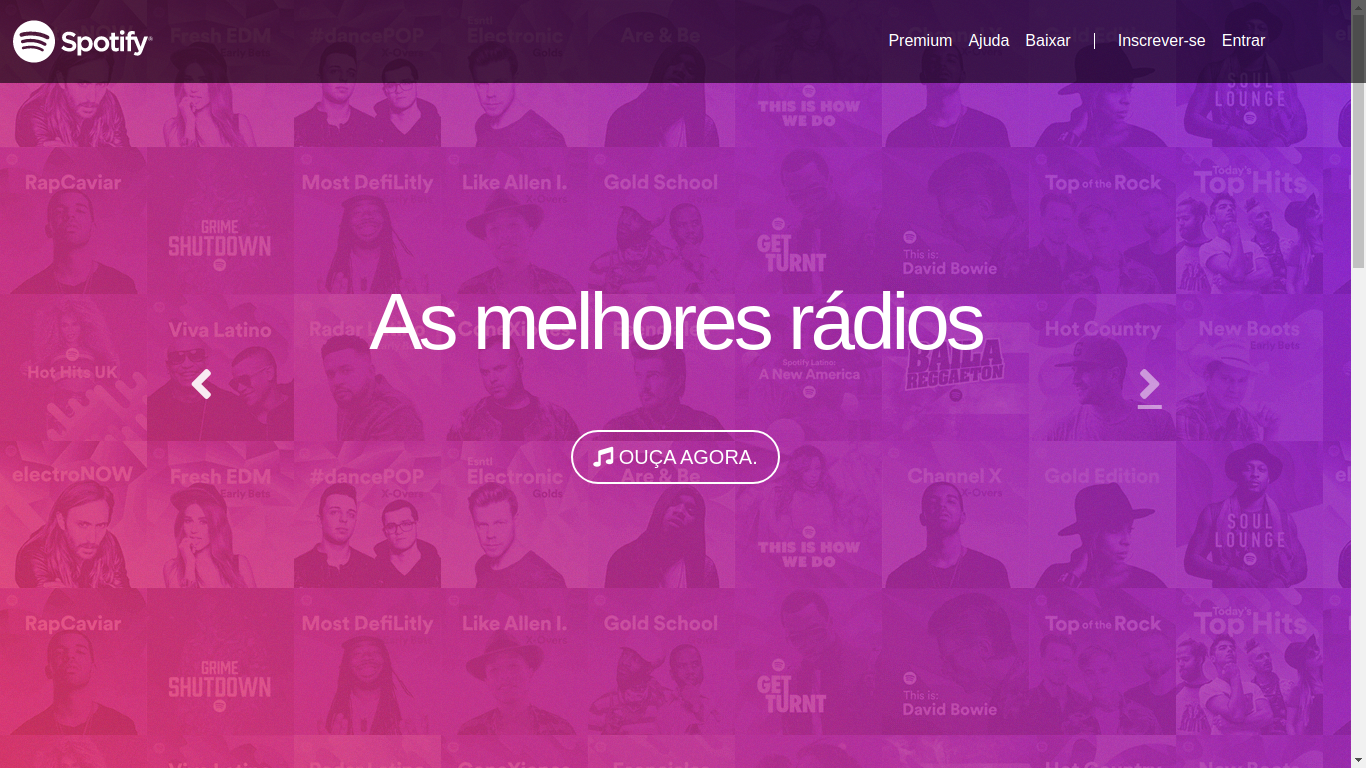 Spotify®
Premium
Ajuda
Baixar
Inscrever-se
Entrar
Fresh EDM
#dancePOP
Esntl
Electronic
Are & Be
THIS IS HOW
WE DO
SOUL
LOUNGE
RapCaviar
GRIME
SHUTDOWN
Most DefiLitly
Like Allen I.
X-Overs
Gold School
GET
TURNT
This is:
David Bowie
Top of the Rock
Today's
Top Hits
As melhores rádios
Hot Hits UK
Viva Latino
Spotify Latino:
A New America
BAILA
REGGAETON
Hot Country
New Boots
Early Bets
OUÇA AGORA.
electroNOW
Fresh EDM
Early Bets
#dancePOP
X-Overs
Esntl
Electronic
Golds
Are & Be
THIS IS HOW
WE DO
Channel X
X-Overs
Gold Edition
SOUL
LOUNGE
RapCaviar
GRIME
SHUTDOWN
Most DefiLitly
Like Allen I.
X-Overs
Gold School
GET
TURNT
This is:
David Bowie
Top of the Rock
Today's
Top Hits